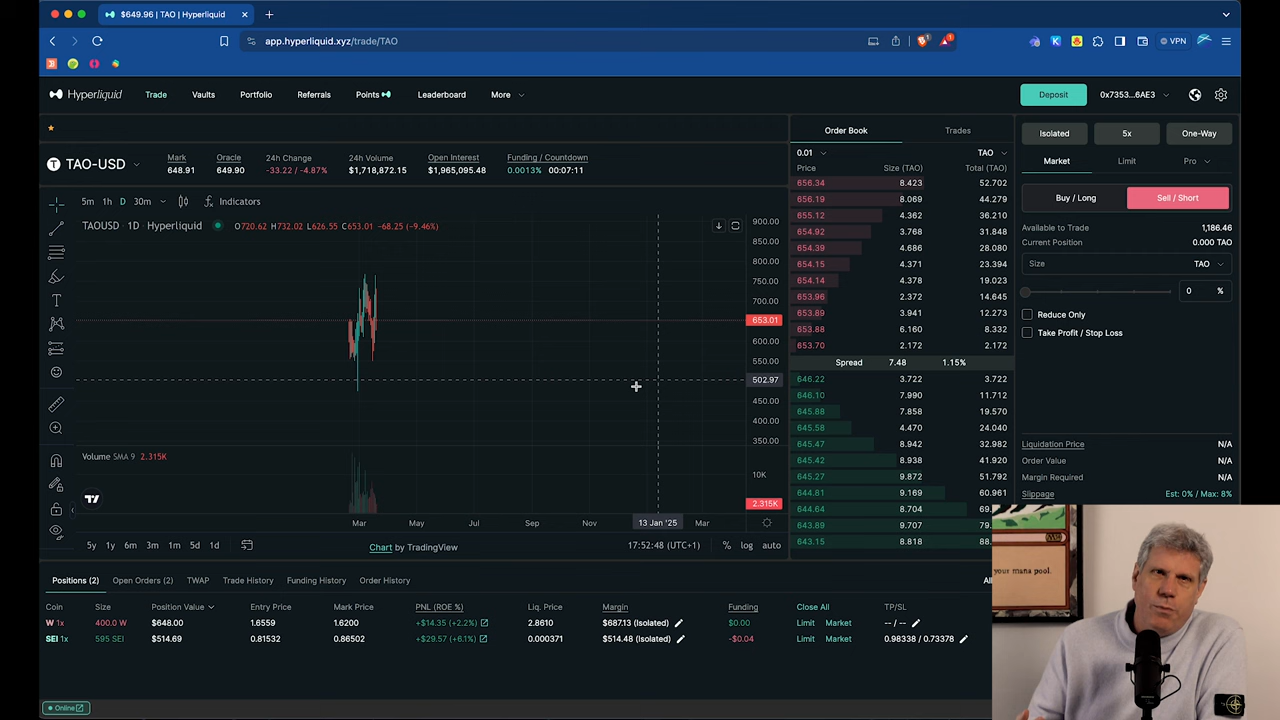 $649.96 | TAO | Hyperliquid
app.hyperliquid.xyz/trade/TAO
VPN
Hyperliquid Trade Vaults Portfolio Referrals Points Leaderboard More Deposit 0x7353...6AE3
TAO-USD
Mark 648.91
Oracle 649.90
24h Change -33.22 / -4.87%
24h Volume $1,718,872.15
Open Interest $1,965,095.48
Funding / Countdown 0.0013% 00:07:11
5m 1h D 30m Indicators
TAOUSD 1D Hyperliquid O720.62 H732.02 L626.55 C653.01 -68.25 (-9.46%)
900.00
850.00
800.00
750.00
700.00
653.01
600.00
550.00
502.97
450.00
400.00
350.00
Volume SMA 9 2.315K
10K
2.315K
Mar May Jul Sep Nov 13 Jan '25 Mar
5y 1y 6m 3m 1m 5d 1d 17:52:48 (UTC+1) % log auto
Chart by TradingView
Order Book Trades
0.01 TAO
Price Size (TAO) Total (TAO)
656.34 8.423 52.702
656.19 8.069 44.279
655.12 4.362 36.210
654.92 3.768 31.848
654.39 4.686 28.080
654.15 4.371 23.394
654.14 4.378 19.023
653.96 2.372 14.645
653.89 3.941 12.273
653.88 6.160 8.332
653.70 2.172 2.172
Spread 7.48 1.15%
646.22 3.722 3.722
646.10 7.990 11.712
645.88 7.858 19.570
645.58 4.470 24.040
645.47 8.942 32.982
645.42 8.938 41.920
645.27 9.872 51.792
644.81 9.169 60.961
644.64 8.704 69.
643.89 9.707 79.
643.15 8.818 88.
Isolated 5x One-Way
Market Limit Pro
Buy / Long Sell / Short
Available to Trade 1,186.46
Current Position 0.000 TAO
Size TAO
0 %
Reduce Only
Take Profit / Stop Loss
Liquidation Price N/A
Order Value N/A
Margin Required N/A
Slippage Est: 0% / Max: 8%
Positions (2) Open Orders (2) TWAP Trade History Funding History Order History
Coin Size Position Value Entry Price Mark Price PNL (ROE %) Liq. Price Margin Funding Close All TP/SL
W 1x 400.0 W $648.00 1.6559 1.6200 +$14.35 (+2.2%) 2.8610 $687.13 (Isolated) $0.00 Limit Market -- / --
SEI 1x 595 SEI $514.69 0.81532 0.86502 +$29.57 (+6.1%) 0.000371 $514.48 (Isolated) -$0.04 Limit Market 0.98338 / 0.73378
Online
your mana pool.